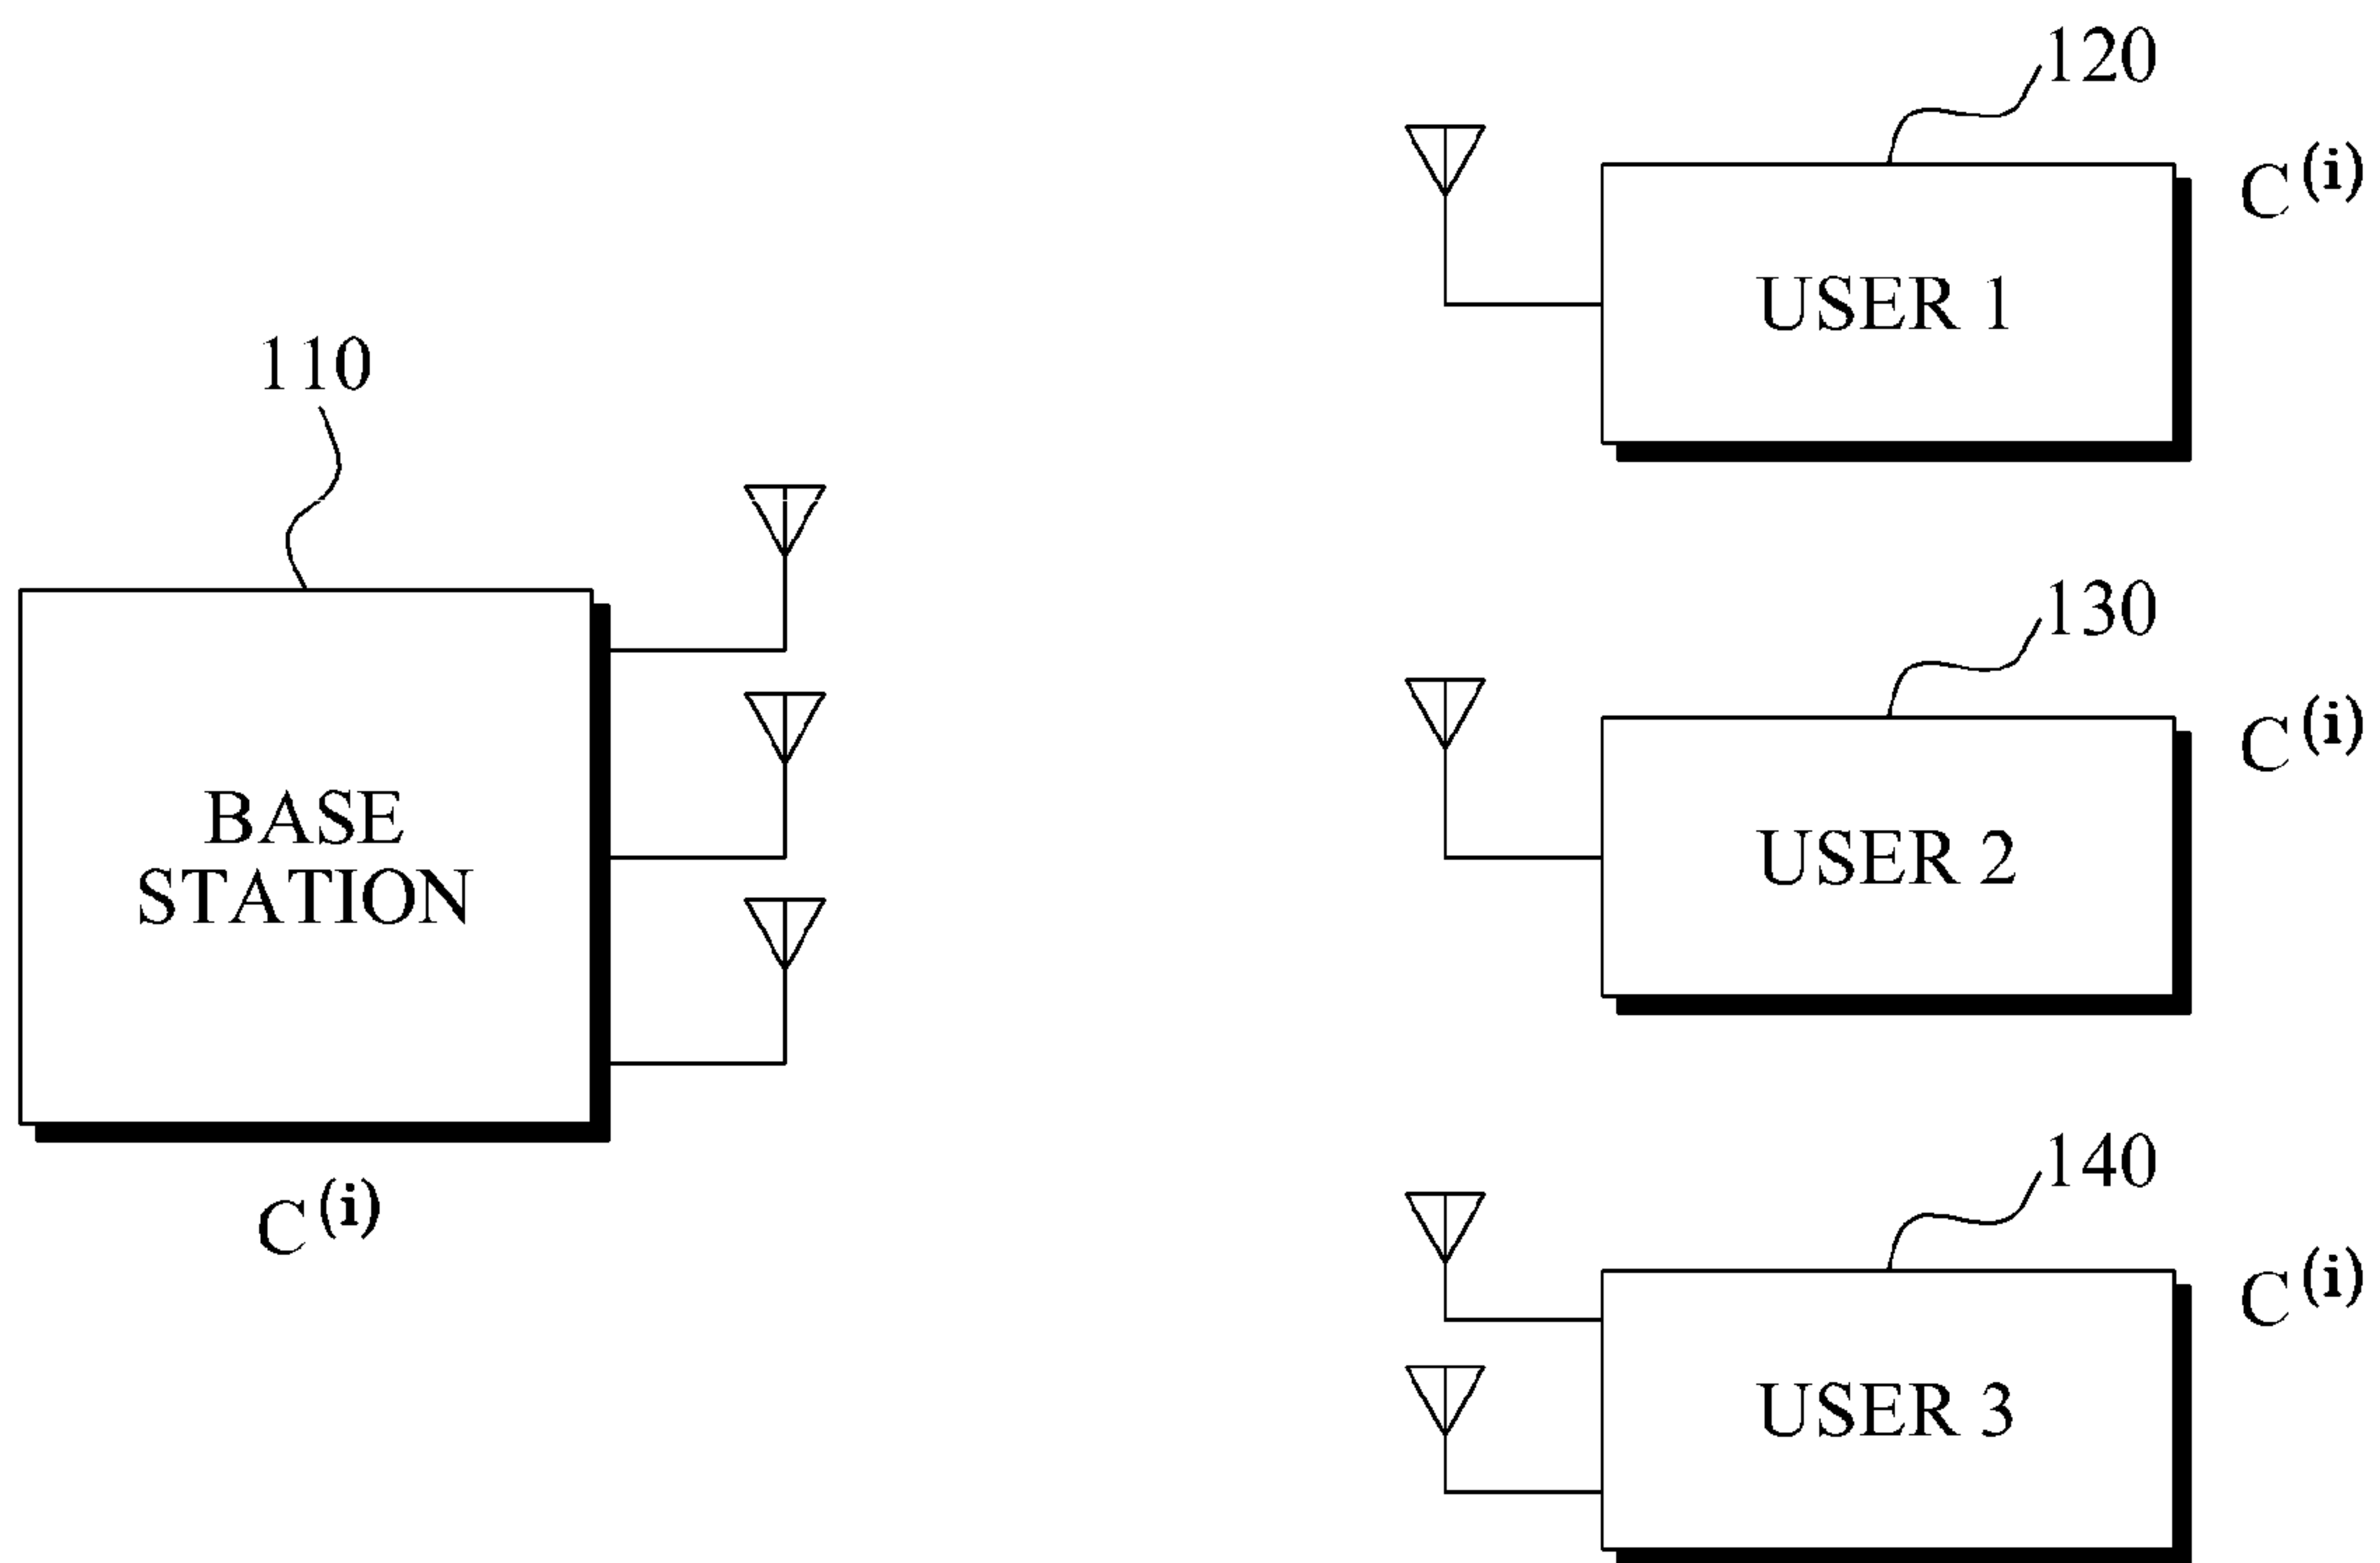 110
BASE
STATION
C(i)
120
C(i)
USER 1
130
C(i)
USER 2
140
C(i)
USER 3